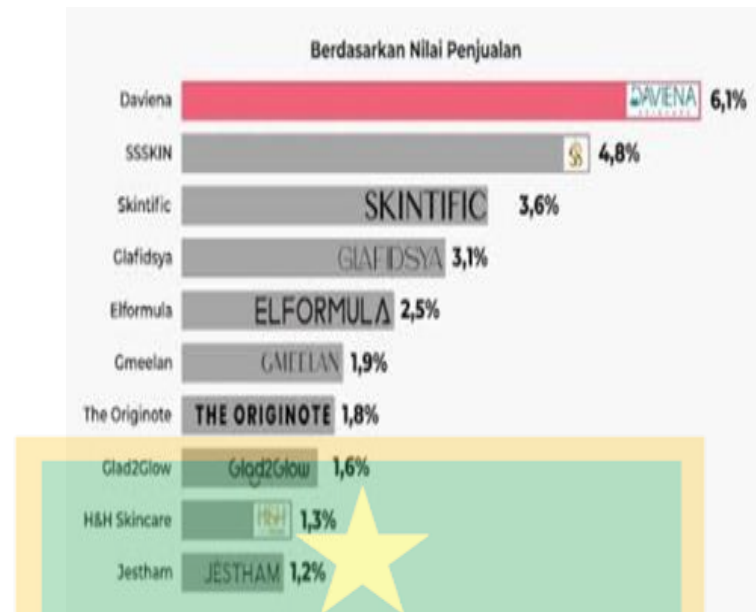 Berdasarkan Nilai Penjualan
Daviena DAVIENA 6,1%
SSSKIN 4,8%
Skintific SKINTIFIC 3,6%
Glafidsya GLAFIDSYA 3,1%
Elformula ELFORMULA 2,5%
Gmeelan GMEELAN 1,9%
The Originote THE ORIGINOTE 1,8%
Glad2Glow Glad2Glow 1,6%
H&H Skincare H&H 1,3%
Jestham JESTHAM 1,2%